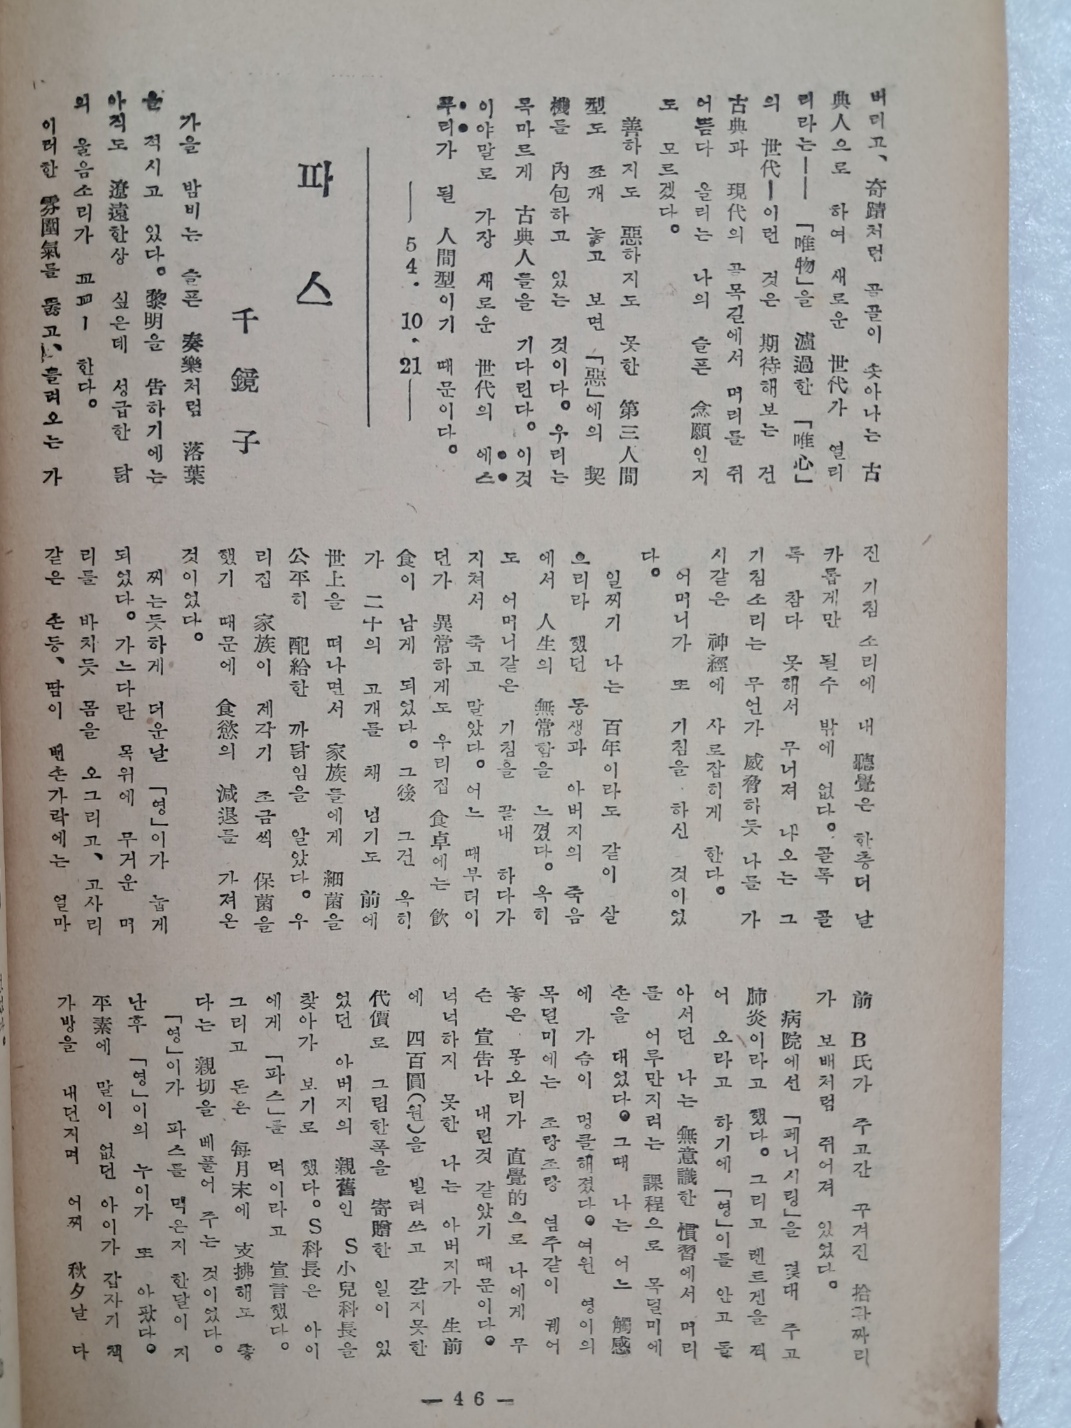 버리고、奇蹟처럼 골골이 솟아나는 古
典人으로 하여 새로운 世代가 열리
리라는―― 「唯物」을 濾過한 「唯心」
의 世代―이런 것은 期待해보는 건
古典과 現代의 골목길에서 머리를 쥐
어뜯다 올리는 나의 슬픈 念願인지
도 모르겠다。
善하지도 惡하지도 못한 第三人間
型도 쪼개 놓고 보면 「惡」에의 契
機를 內包하고 있는 것이다。우리는
목마르게 古典人들을 기다린다。이것
이야말로 가장 새로운 世代의 에스
푸리가 될 人間型이기 때문이다。
――54.10.21――
파스
千鏡子
가을 밤비는 슬픈 奏樂처럼 落葉
을 적시고 있다。黎明을 告하기에는
아직도 遼遠한상 싶은데 성급한 닭
의 울음소리가 꼬끼― 한다。
이러한 雰圍氣를 뚫고、들려오는 가
진 기침 소리에 내 聽覺은 한층더 날
카롭게만 될수 밖에 없다。콜록 콜
록 참다 못해서 무너져 나오는 그
기침소리는 무언가 威脅하듯 나를 가
시같은 神經에 사로잡히게 한다。
어머니가 또 기침을 하신 것이었
다。
일찌기 나는 百年이라도 같이 살
으리라 했던 동생과 아버지의 죽음
에서 人生의 無常함을 느꼈다。옥히
도 어머니같은 기침을 끝내 하다가
지쳐서 죽고 말았다。어느 때부터이
던가 異常하게도 우리집 食卓에는 飮
食이 남게 되었다。그後 그건 옥히
가 二十의 고개를 채 넘기도 前에
世上을 떠나면서 家族들에게 細菌을
公平히 配給한 까닭임을 알았다。우
리집 家族이 제각기 조금씩 保菌을
했기 때문에 食慾의 減退를 가져온
것이었다。
찌는듯하게 더운날 「영」이가 눕게
되었다。가느다란 목위에 무거운 머
리를 바치듯 몸을 오그리고、고사리
같은 손등、땀이 밴손가락에는 얼마
前 B氏가 주고간 꾸겨진 拾圜짜리
가 보배처럼 쥐어져 있었다。
病院에선 「페니시링」을 몇대 주고
肺炎이라고 했다。그리고 렌트겐을 찍
어 오라고 하기에 「영」이를 안고 돌
아서던 나는 無意識한 慣習에서 머리
를 어루만지려는 課程으로 목덜미에
손을 대었다。그때 나는 어느 觸感
에 가슴이 멍클해졌다。여윈 영이의
목덜미에는 조랑조랑 염주같이 꿰어
놓은 몽오리가 直覺的으로 나에게 무
슨 宣告나 내린것 같았기 때문이다。
넉넉하지 못한 나는 아버지가 生前
에 四百圓(원)을 빌려쓰고 갚지못한
代價로 그림한폭을 寄贈한 일이 있
었던 아버지의 親舊인 S小兒科長을
찾아가 보기로 했다。S科長은 아이
에게 「파스」를 먹이라고 宣言했다。
그리고 돈은 每月末에 支拂해도 좋
다는 親切을 베풀어 주는 것이었다。
「영」이가 파스를 먹은지 한달이 지
난후 「영」이의 누이가 또 아팠다。
平素에 말이 없던 아이가 갑자기 책
가방을 내던지며 어찌 秋夕날 다
― 46 ―